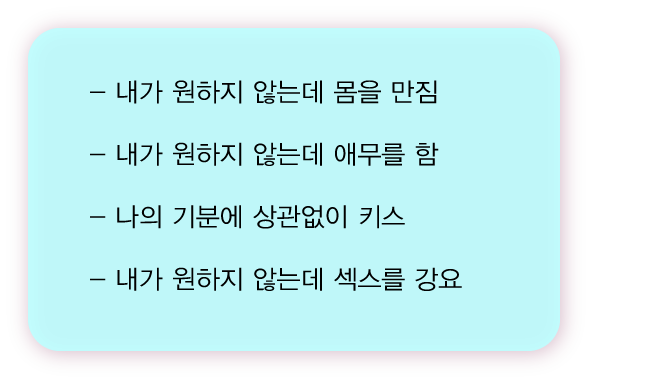 – 내가 원하지 않는데 몸을 만짐
– 내가 원하지 않는데 애무를 함
– 나의 기분에 상관없이 키스
– 내가 원하지 않는데 섹스를 강요